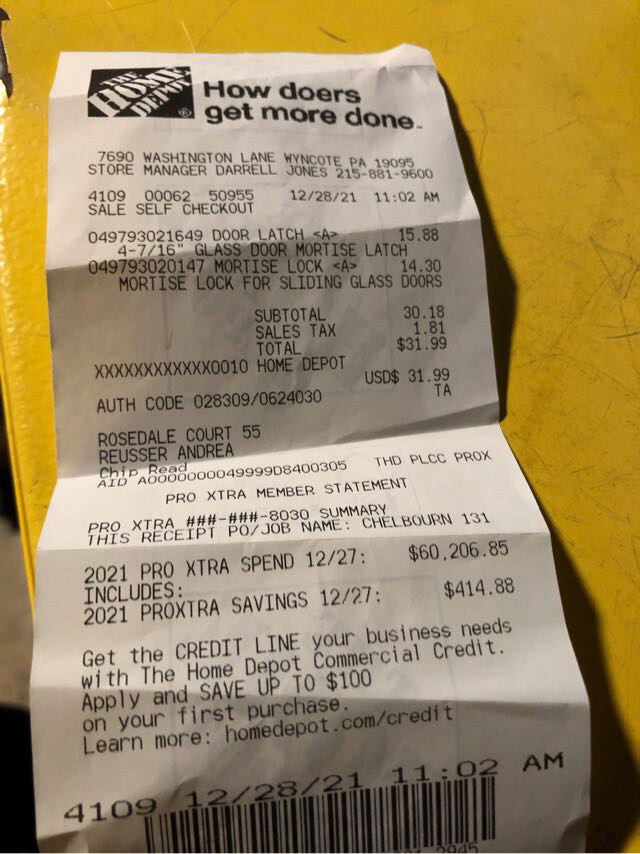 THE
HOME
DEPOT
How doers
get more done.
7690 WASHINGTON LANE WYNCOTE PA 19095
STORE MANAGER DARRELL JONES 215-881-9600
4109 00062 50955 12/28/21 11:02 AM
SALE SELF CHECKOUT
049793021649 DOOR LATCH <A> 15.88
4-7/16" GLASS DOOR MORTISE LATCH
049793020147 MORTISE LOCK <A> 14.30
MORTISE LOCK FOR SLIDING GLASS DOORS
SUBTOTAL 30.18
SALES TAX 1.81
TOTAL $31.99
XXXXXXXXXXXX0010 HOME DEPOT
USD$ 31.99
AUTH CODE 028309/0624030 TA
ROSEDALE COURT 55
REUSSER ANDREA
Chip Read
AID A0000000049999D8400305 THD PLCC PROX
PRO XTRA MEMBER STATEMENT
PRO XTRA ###-###-8030 SUMMARY
THIS RECEIPT PO/JOB NAME: CHELBOURN 131
2021 PRO XTRA SPEND 12/27: $60,206.85
INCLUDES:
2021 PROXTRA SAVINGS 12/27: $414.88
Get the CREDIT LINE your business needs
with The Home Depot Commercial Credit.
Apply and SAVE UP TO $100
on your first purchase.
Learn more: homedepot.com/credit
4109 12/28/21 11:02 AM